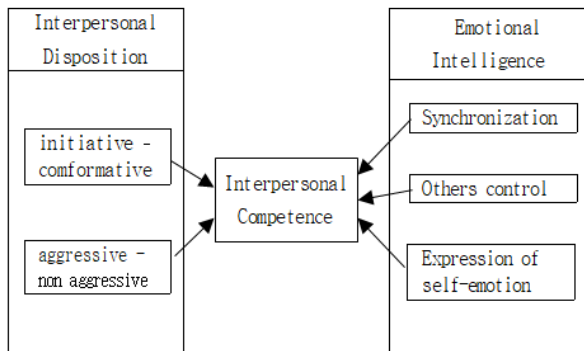 Interpersonal
Disposition
initiative -
comformative
aggressive -
non aggressive
Interpersonal
Competence
Emotional
Intelligence
Synchronization
Others control
Expression of
self-emotion